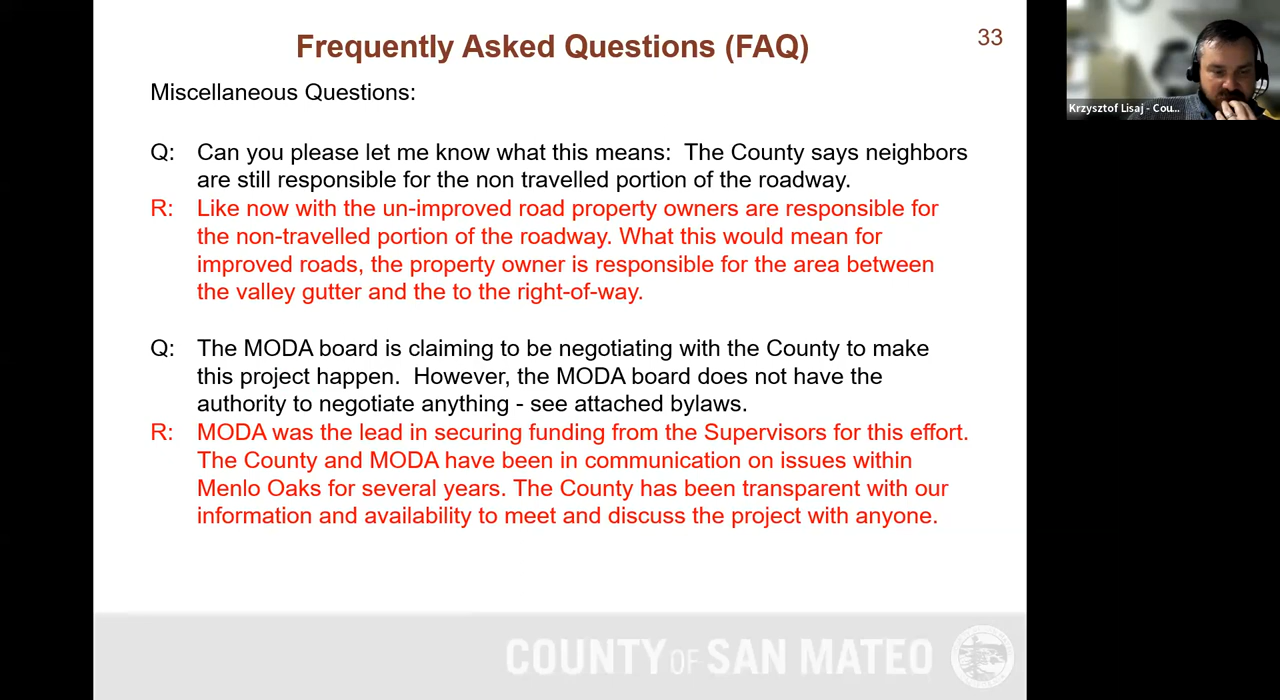 Frequently Asked Questions (FAQ)
33
Krzysztof Lisaj - Cou...
Miscellaneous Questions:
Q: Can you please let me know what this means: The County says neighbors
are still responsible for the non travelled portion of the roadway.
R: Like now with the un-improved road property owners are responsible for
the non-travelled portion of the roadway. What this would mean for
improved roads, the property owner is responsible for the area between
the valley gutter and the to the right-of-way.
Q: The MODA board is claiming to be negotiating with the County to make
this project happen. However, the MODA board does not have the
authority to negotiate anything - see attached bylaws.
R: MODA was the lead in securing funding from the Supervisors for this effort.
The County and MODA have been in communication on issues within
Menlo Oaks for several years. The County has been transparent with our
information and availability to meet and discuss the project with anyone.
COUNTY OF SAN MATEO